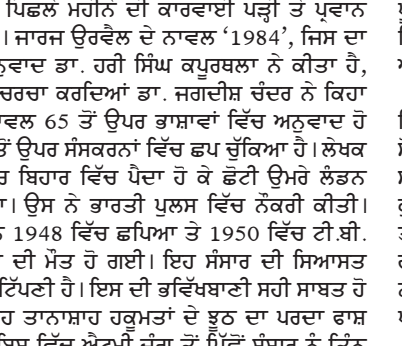 ਪਿਛਲੇ ਮਹੀਨੇ ਦੀ ਕਾਰਵਾਈ ਪੜ੍ਹੀ ਤੇ ਪ੍ਰਵਾਨ
। ਜਾਰਜ ਉਰਵੈਲ ਦੇ ਨਾਵਲ ‘1984’, ਜਿਸ ਦਾ
ਡਾ. ਹਰੀ ਸਿੰਘ ਕਪੂਰਥਲਾ ਨੇ ਕੀਤਾ ਹੈ,
ਚਰਚਾ ਕਰਦਿਆਂ ਡਾ. ਜਗਦੀਸ਼ ਚੰਦਰ ਨੇ ਕਿਹਾ
65 ਤੋਂ ਉਪਰ ਭਾਸ਼ਾਵਾਂ ਵਿੱਚ ਅਨੁਵਾਦ ਹੋ
ਤੋਂ ਉਪਰ ਸੰਸਕਰਨਾਂ ਵਿੱਚ ਛਪ ਚੁੱਕਿਆ ਹੈ। ਲੇਖਕ
ਬਿਹਾਰ ਵਿੱਚ ਪੈਦਾ ਹੋ ਕੇ ਛੋਟੀ ਉਮਰੇ ਲੰਡਨ
। ਉਸ ਨੇ ਭਾਰਤੀ ਪੁਲਸ ਵਿੱਚ ਨੌਕਰੀ ਕੀਤੀ।
1948 ਵਿੱਚ ਛਪਿਆ ਤੇ 1950 ਵਿੱਚ ਟੀ.ਬੀ.
ਦੀ ਮੌਤ ਹੋ ਗਈ। ਇਹ ਸੰਸਾਰ ਦੀ ਸਿਆਸਤ
ਟਿੱਪਣੀ ਹੈ। ਇਸ ਦੀ ਭਵਿੱਖਬਾਣੀ ਸਹੀ ਸਾਬਤ ਹੋ
ਤਾਨਾਸ਼ਾਹ ਹਕੂਮਤਾਂ ਦੇ ਝੂਠ ਦਾ ਪਰਦਾ ਫਾਸ਼
ਵਿੱਚ ਐਟਮੀ ਜੰਗ ਤੋਂ ਪਿੱਛੋਂ ਸੰਸਾਰ ਨੂੰ ਤਿੰਨ